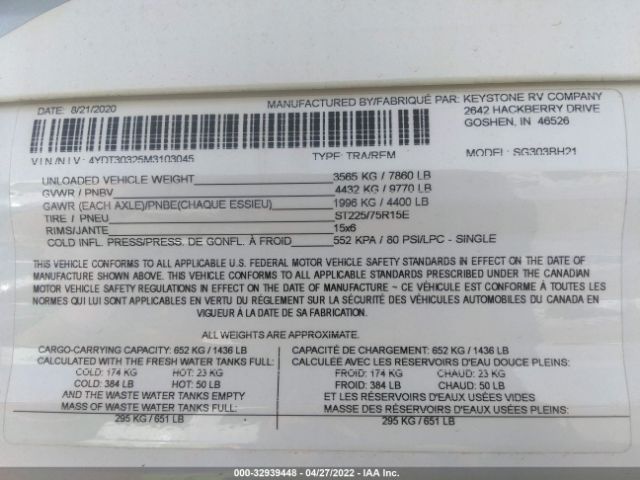 DATE: 8/21/2020
MANUFACTURED BY/FABRIQUÉ PAR: KEYSTONE RV COMPANY
2642 HACKBERRY DRIVE
GOSHEN, IN 46526
V I N /N I V : 4YDT30325M3103045 TYPE: TRA/REM MODEL: SG303BH21
UNLOADED VEHICLE WEIGHT 3565 KG / 7860 LB
GVWR / PNBV 4432 KG / 9770 LB
GAWR (EACH AXLE)/PNBE(CHAQUE ESSIEU) 1996 KG / 4400 LB
TIRE / PNEU ST225/75R15E
RIMS/JANTE 15x6
COLD INFL. PRESS/PRESS. DE GONFL. À FROID 552 KPA / 80 PSI/LPC - SINGLE
THIS VEHICLE CONFORMS TO ALL APPLICABLE U.S. FEDERAL MOTOR VEHICLE SAFETY STANDARDS IN EFFECT ON THE DATE OF
MANUFACTURE SHOWN ABOVE. THIS VEHICLE CONFORMS TO ALL APPLICABLE STANDARDS PRESCRIBED UNDER THE CANADIAN
MOTOR VEHICLE SAFETY REGULATIONS IN EFFECT ON THE DATE OF MANUFACTURE ~ CE VÉHICULE EST CONFORME À TOUTES LES
NORMES QUI LUI SONT APPLICABLES EN VERTU DU RÈGLEMENT SUR LA SÉCURITÉ DES VÉHICULES AUTOMOBILES DU CANADA EN
VIGUEUR À LA DATE DE SA FABRICATION.
ALL WEIGHTS ARE APPROXIMATE.
CARGO-CARRYING CAPACITY: 652 KG / 1436 LB
CALCULATED WITH THE FRESH WATER TANKS FULL:
COLD: 174 KG HOT: 23 KG
COLD: 384 LB HOT: 50 LB
AND THE WASTE WATER TANKS EMPTY
MASS OF WASTE WATER TANKS FULL:
295 KG / 651 LB
CAPACITÉ DE CHARGEMENT: 652 KG / 1436 LB
CALCULÉE AVEC LES RESERVOIRS D'EAU DOUCE PLEINS:
FROID: 174 KG CHAUD: 23 KG
FROID: 384 LB CHAUD: 50 LB
ET LES RÉSERVOIRS D'EAUX USÉES VIDES
MASSE DES RÉSERVOIRS D'EAUX USÉES PLEINS:
295 KG / 651 LB
000-32939448 - 04/27/2022 - IAA Inc.